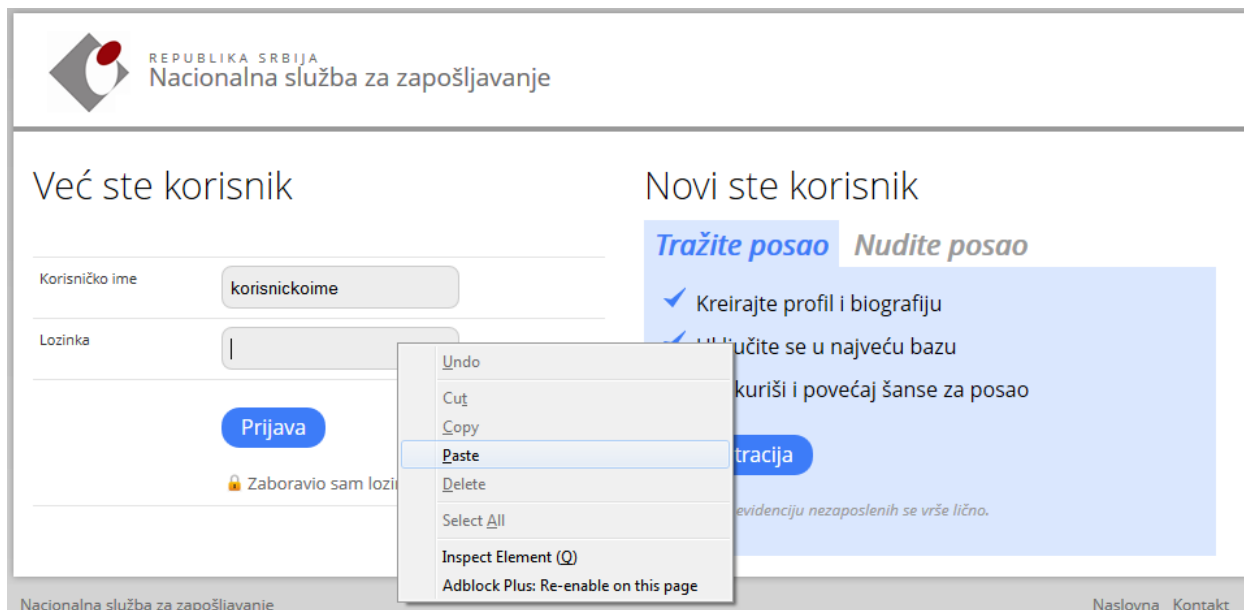 REPUBLIKA SRBIJA
Nacionalna služba za zapošljavanje
Već ste korisnik
Korisničko ime
korisnickoime
Lozinka
Prijava
Zaboravio sam
Undo
Cut
Copy
Paste
Delete
Select All
Inspect Element (Q)
Adblock Plus: Re-enable on this page
Novi ste korisnik
Tražite posao Nudite posao
Kreirajte profil i biografiju
se u najveću bazu
i povećaj šanse za posao
evidenciju nezaposlenih se vrše lično.
Nacionalna služba za zapošljavanje
Naslovna Kontakt